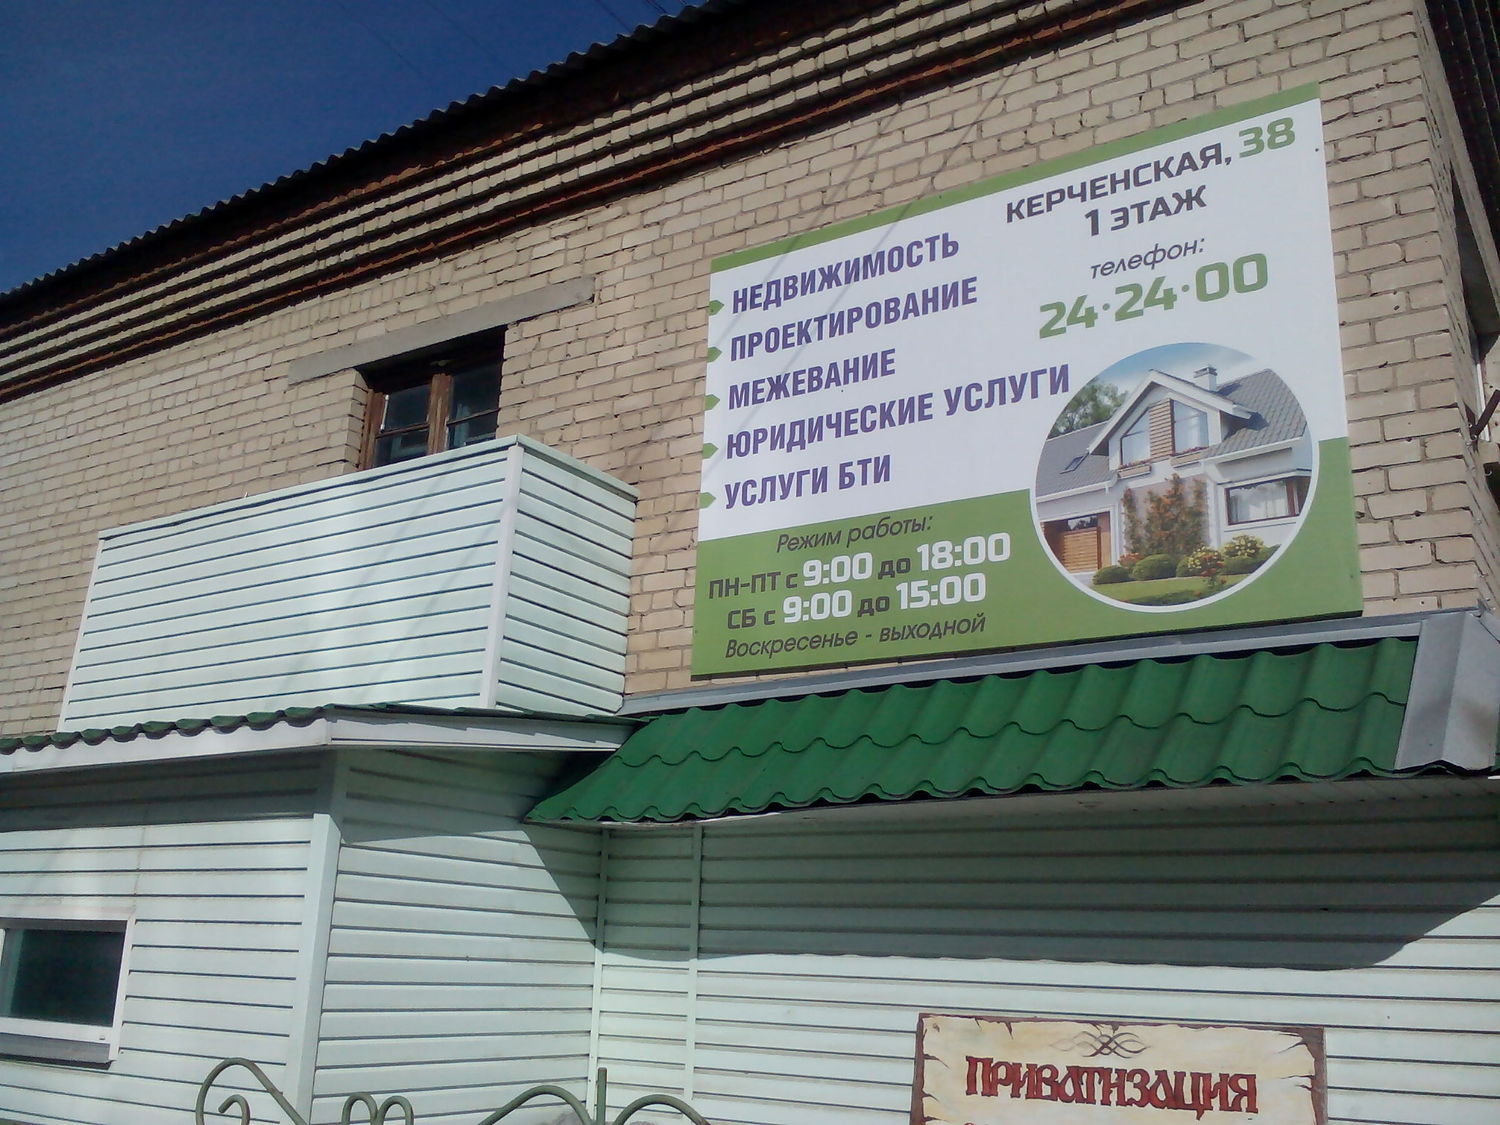 НЕДВИЖИМОСТЬ
ПРОЕКТИРОВАНИЕ
МЕЖЕВАНИЕ
ЮРИДИЧЕСКИЕ УСЛУГИ
УСЛУГИ БТИ
КЕРЧЕНСКАЯ, 38
1 ЭТАЖ
телефон:
24·24·00
Режим работы:
ПН-ПТ с 9:00 до 18:00
СБ с 9:00 до 15:00
Воскресенье - выходной
ПРИВАТИЗАЦИЯ